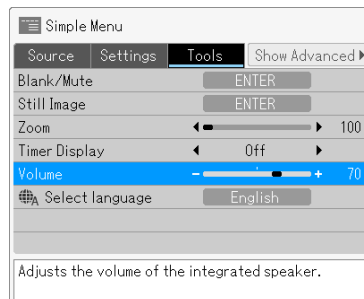 Simple Menu
Source Settings Tools Show Advanced
Blank/Mute ENTER
Still Image ENTER
Zoom 100
Timer Display Off
Volume - + 70
Select language English
Adjusts the volume of the integrated speaker.